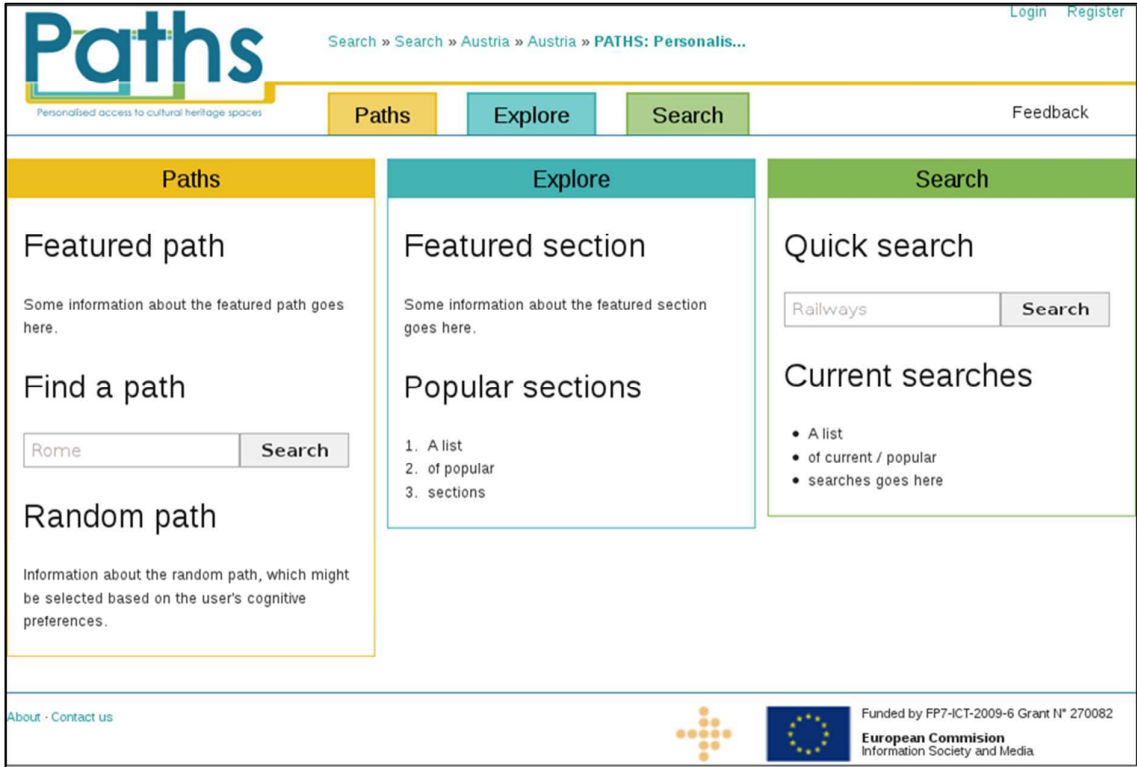 Login Register
Paths
Personalised access to cultural heritage spaces
Search » Search » Austria » Austria » PATHS: Personalis...
Paths Explore Search Feedback
Paths
Featured path
Some information about the featured path goes
here.
Find a path
Rome Search
Random path
Information about the random path, which might
be selected based on the user's cognitive
preferences.
Explore
Featured section
Some information about the featured section
goes here.
Popular sections
1. A list
2. of popular
3. sections
Search
Quick search
Railways Search
Current searches
• A list
• of current / popular
• searches goes here
About · Contact us
Funded by FP7-ICT-2009-6 Grant N° 270082
European Commision
Information Society and Media